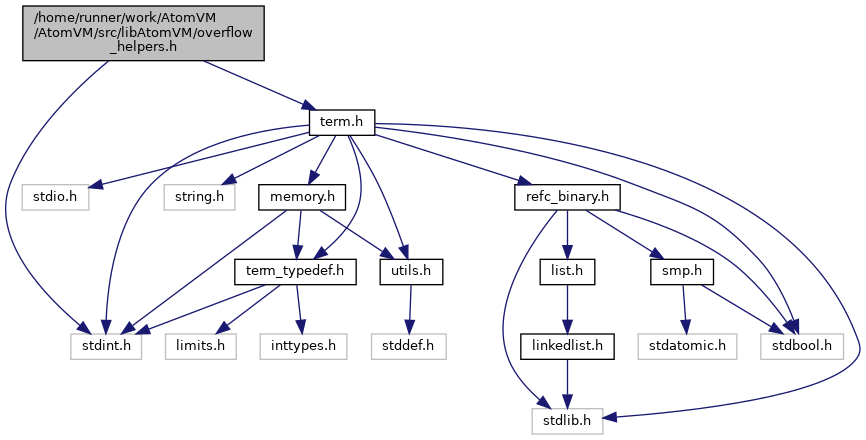 /home/runner/work/AtomVM
/AtomVM/src/libAtomVM/overflow
_helpers.h
term.h
stdio.h
string.h
memory.h
refc_binary.h
term_typedef.h
utils.h
list.h
smp.h
stdint.h
limits.h
inttypes.h
stddef.h
linkedlist.h
stdatomic.h
stdbool.h
stdlib.h